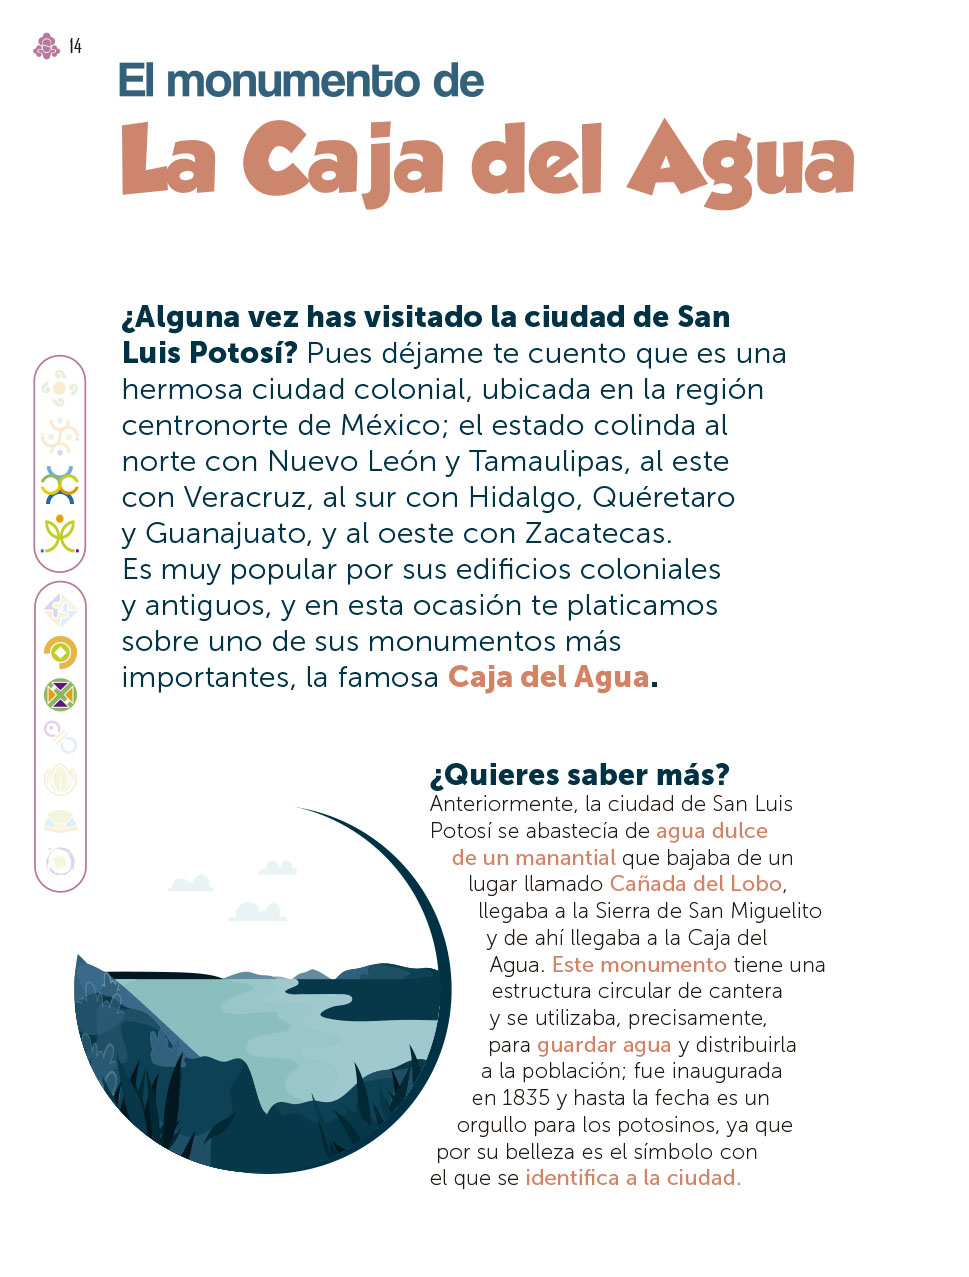 14
El monumento de
La Caja del Agua
¿Alguna vez has visitado la ciudad de San
Luis Potosí? Pues déjame te cuento que es una
hermosa ciudad colonial, ubicada en la región
centronorte de México; el estado colinda al
norte con Nuevo León y Tamaulipas, al este
con Veracruz, al sur con Hidalgo, Quéretaro
y Guanajuato, y al oeste con Zacatecas.
Es muy popular por sus edificios coloniales
y antiguos, y en esta ocasión te platicamos
sobre uno de sus monumentos más
importantes, la famosa Caja del Agua.
¿Quieres saber más?
Anteriormente, la ciudad de San Luis
Potosí se abastecía de agua dulce
de un manantial que bajaba de un
lugar llamado Cañada del Lobo,
llegaba a la Sierra de San Miguelito
y de ahí llegaba a la Caja del
Agua. Este monumento tiene una
estructura circular de cantera
y se utilizaba, precisamente,
para guardar agua y distribuirla
a la población; fue inaugurada
en 1835 y hasta la fecha es un
orgullo para los potosinos, ya que
por su belleza es el símbolo con
el que se identifica a la ciudad.